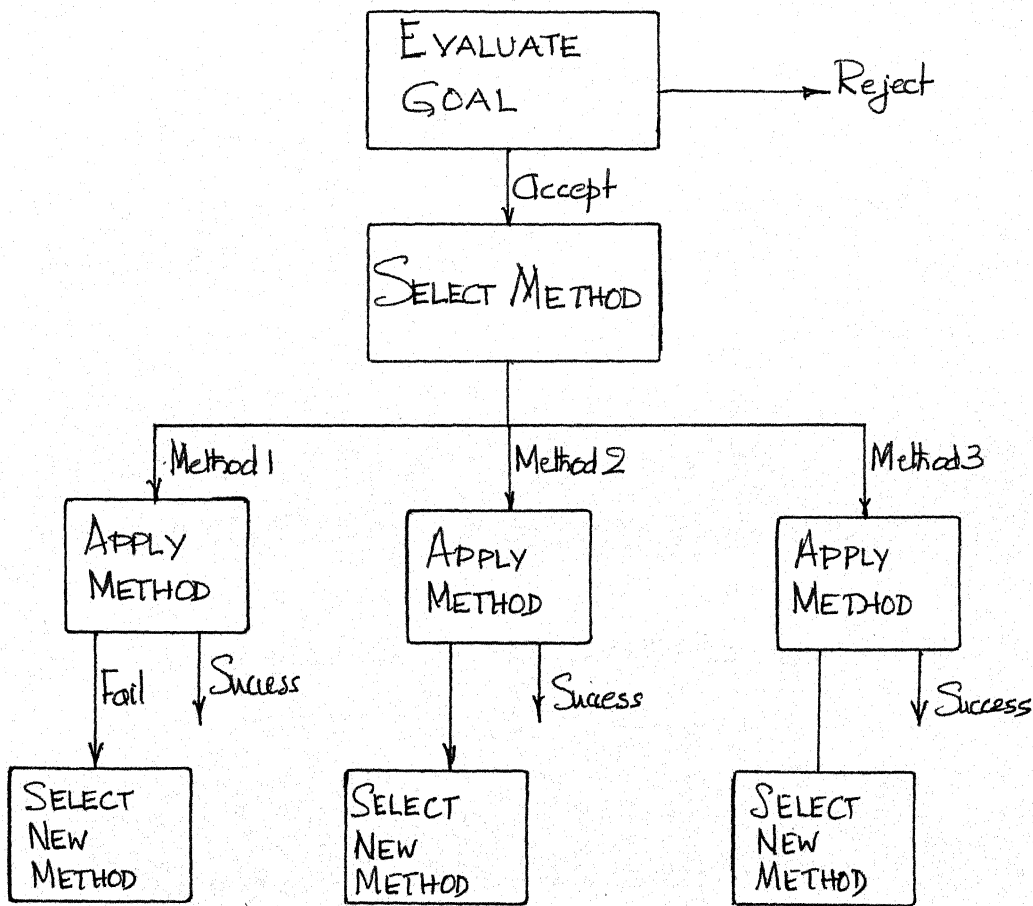 EVALUATE
GOAL
Reject
accept
SELECT METHOD
Method 1
Method 2
Method 3
APPLY
METHOD
APPLY
METHOD
APPLY
METHOD
Fail
Success
Success
Success
SELECT
NEW
METHOD
SELECT
NEW
METHOD
SELECT
NEW
METHOD